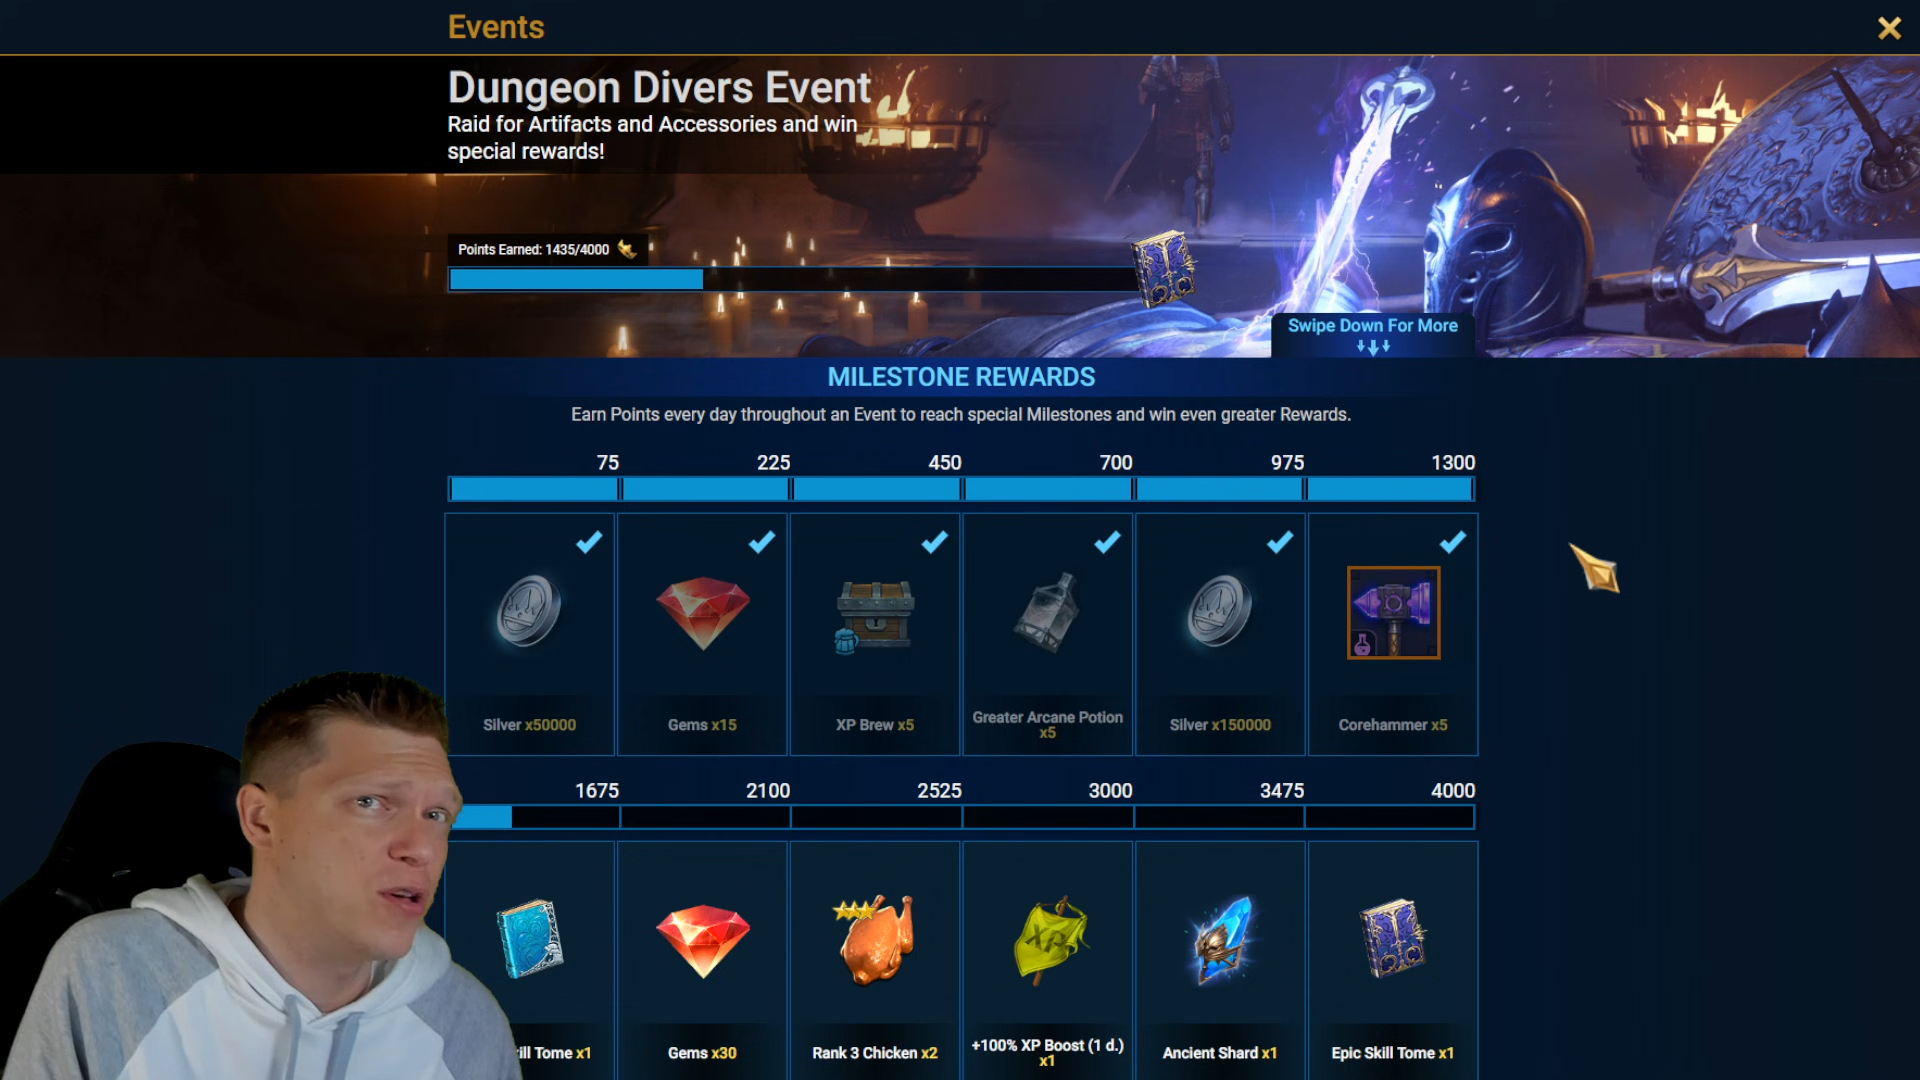 Events
Dungeon Divers Event
Raid for Artifacts and Accessories and win
special rewards!
Points Earned: 1435/4000
Swipe Down For More
MILESTONE REWARDS
Earn Points every day throughout an Event to reach special Milestones and win even greater Rewards.
75 225 450 700 975 1300
Silver x50000
Gems x15
XP Brew x5
Greater Arcane Potion
x5
Silver x150000
Corehammer x5
1675 2100 2525 3000 3475 4000
XP
ill Tome x1
Gems x30
Rank 3 Chicken x2
+100% XP Boost (1 d.)
x1
Ancient Shard x1
Epic Skill Tome x1